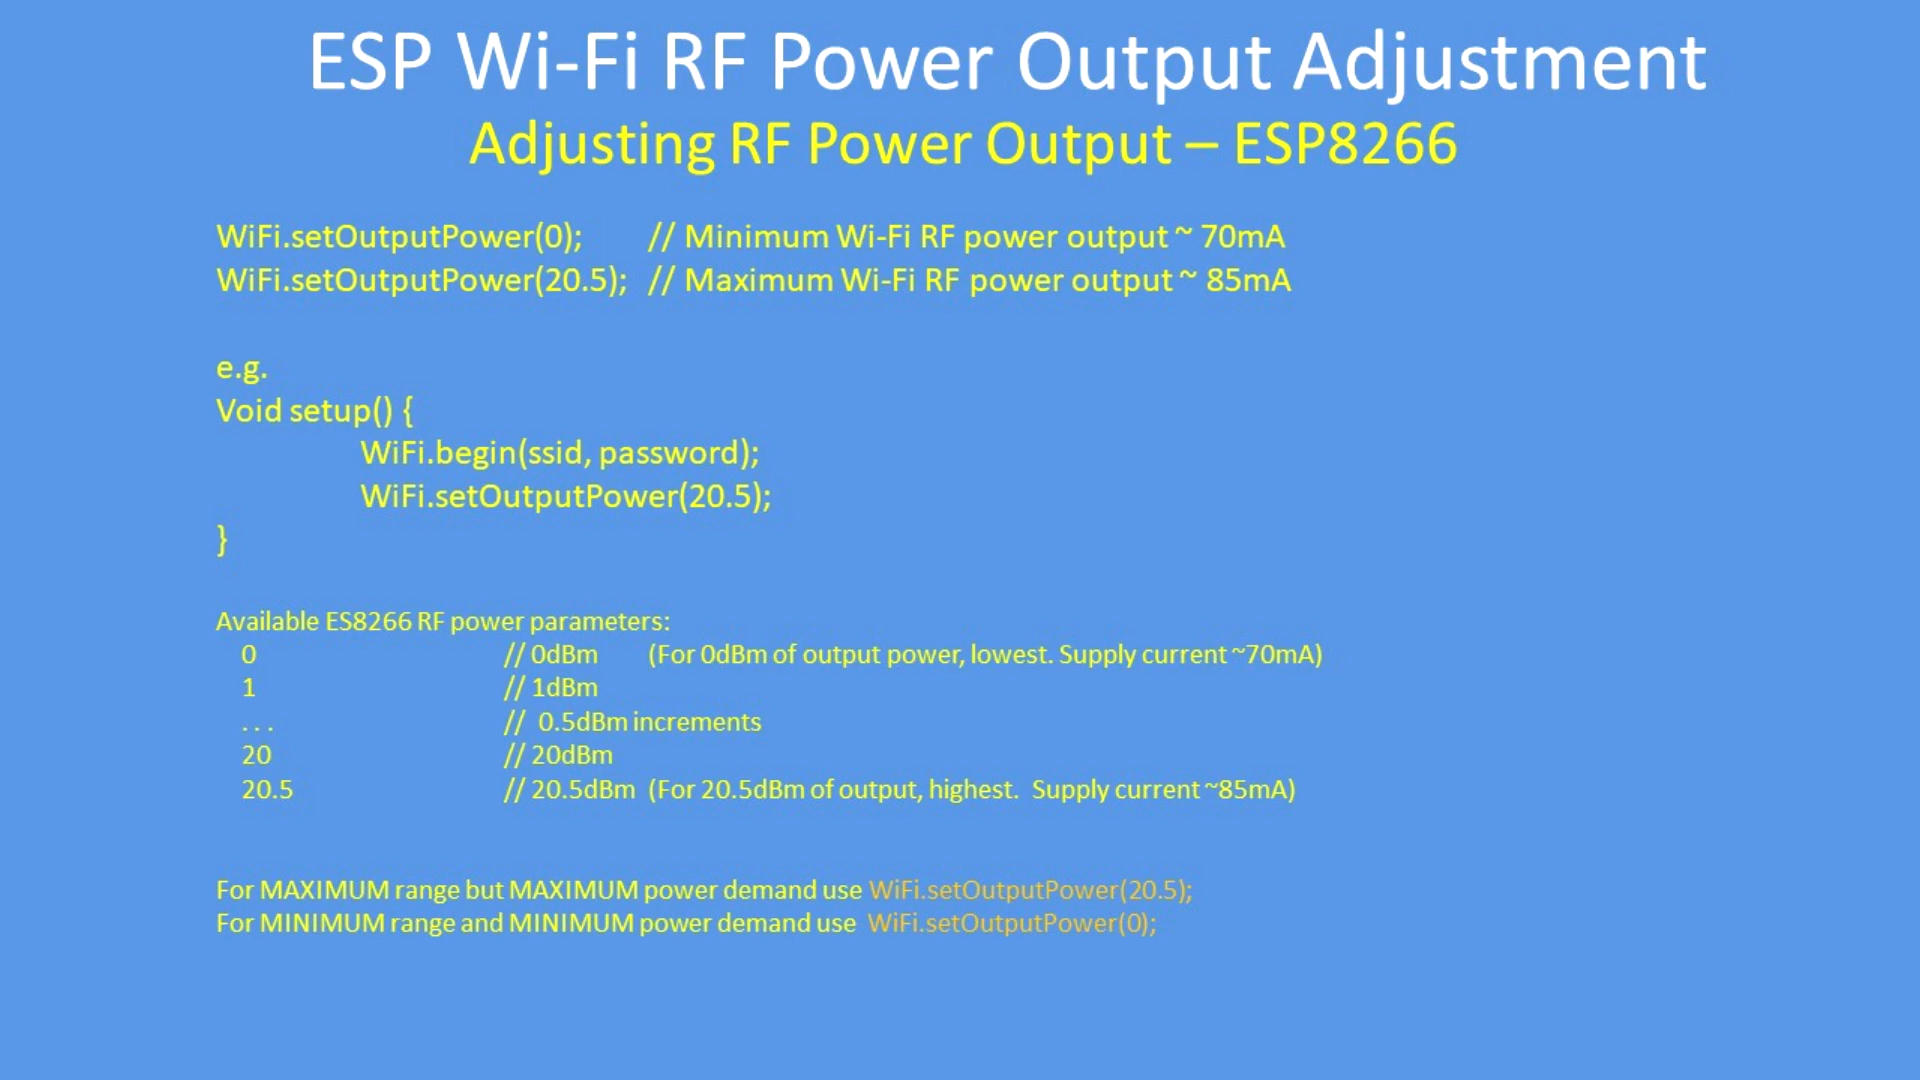 ESP Wi-Fi RF Power Output Adjustment
Adjusting RF Power Output – ESP8266
WiFi.setOutputPower(0); // Minimum Wi-Fi RF power output ~ 70mA
WiFi.setOutputPower(20.5); // Maximum Wi-Fi RF power output ~ 85mA
e.g.
Void setup() {
WiFi.begin(ssid, password);
WiFi.setOutputPower(20.5);
}
Available ES8266 RF power parameters:
0 // 0dBm (For 0dBm of output power, lowest. Supply current ~70mA)
1 // 1dBm
. . . // 0.5dBm increments
20 // 20dBm
20.5 // 20.5dBm (For 20.5dBm of output, highest. Supply current ~85mA)
For MAXIMUM range but MAXIMUM power demand use WiFi.setOutputPower(20.5);
For MINIMUM range and MINIMUM power demand use WiFi.setOutputPower(0);